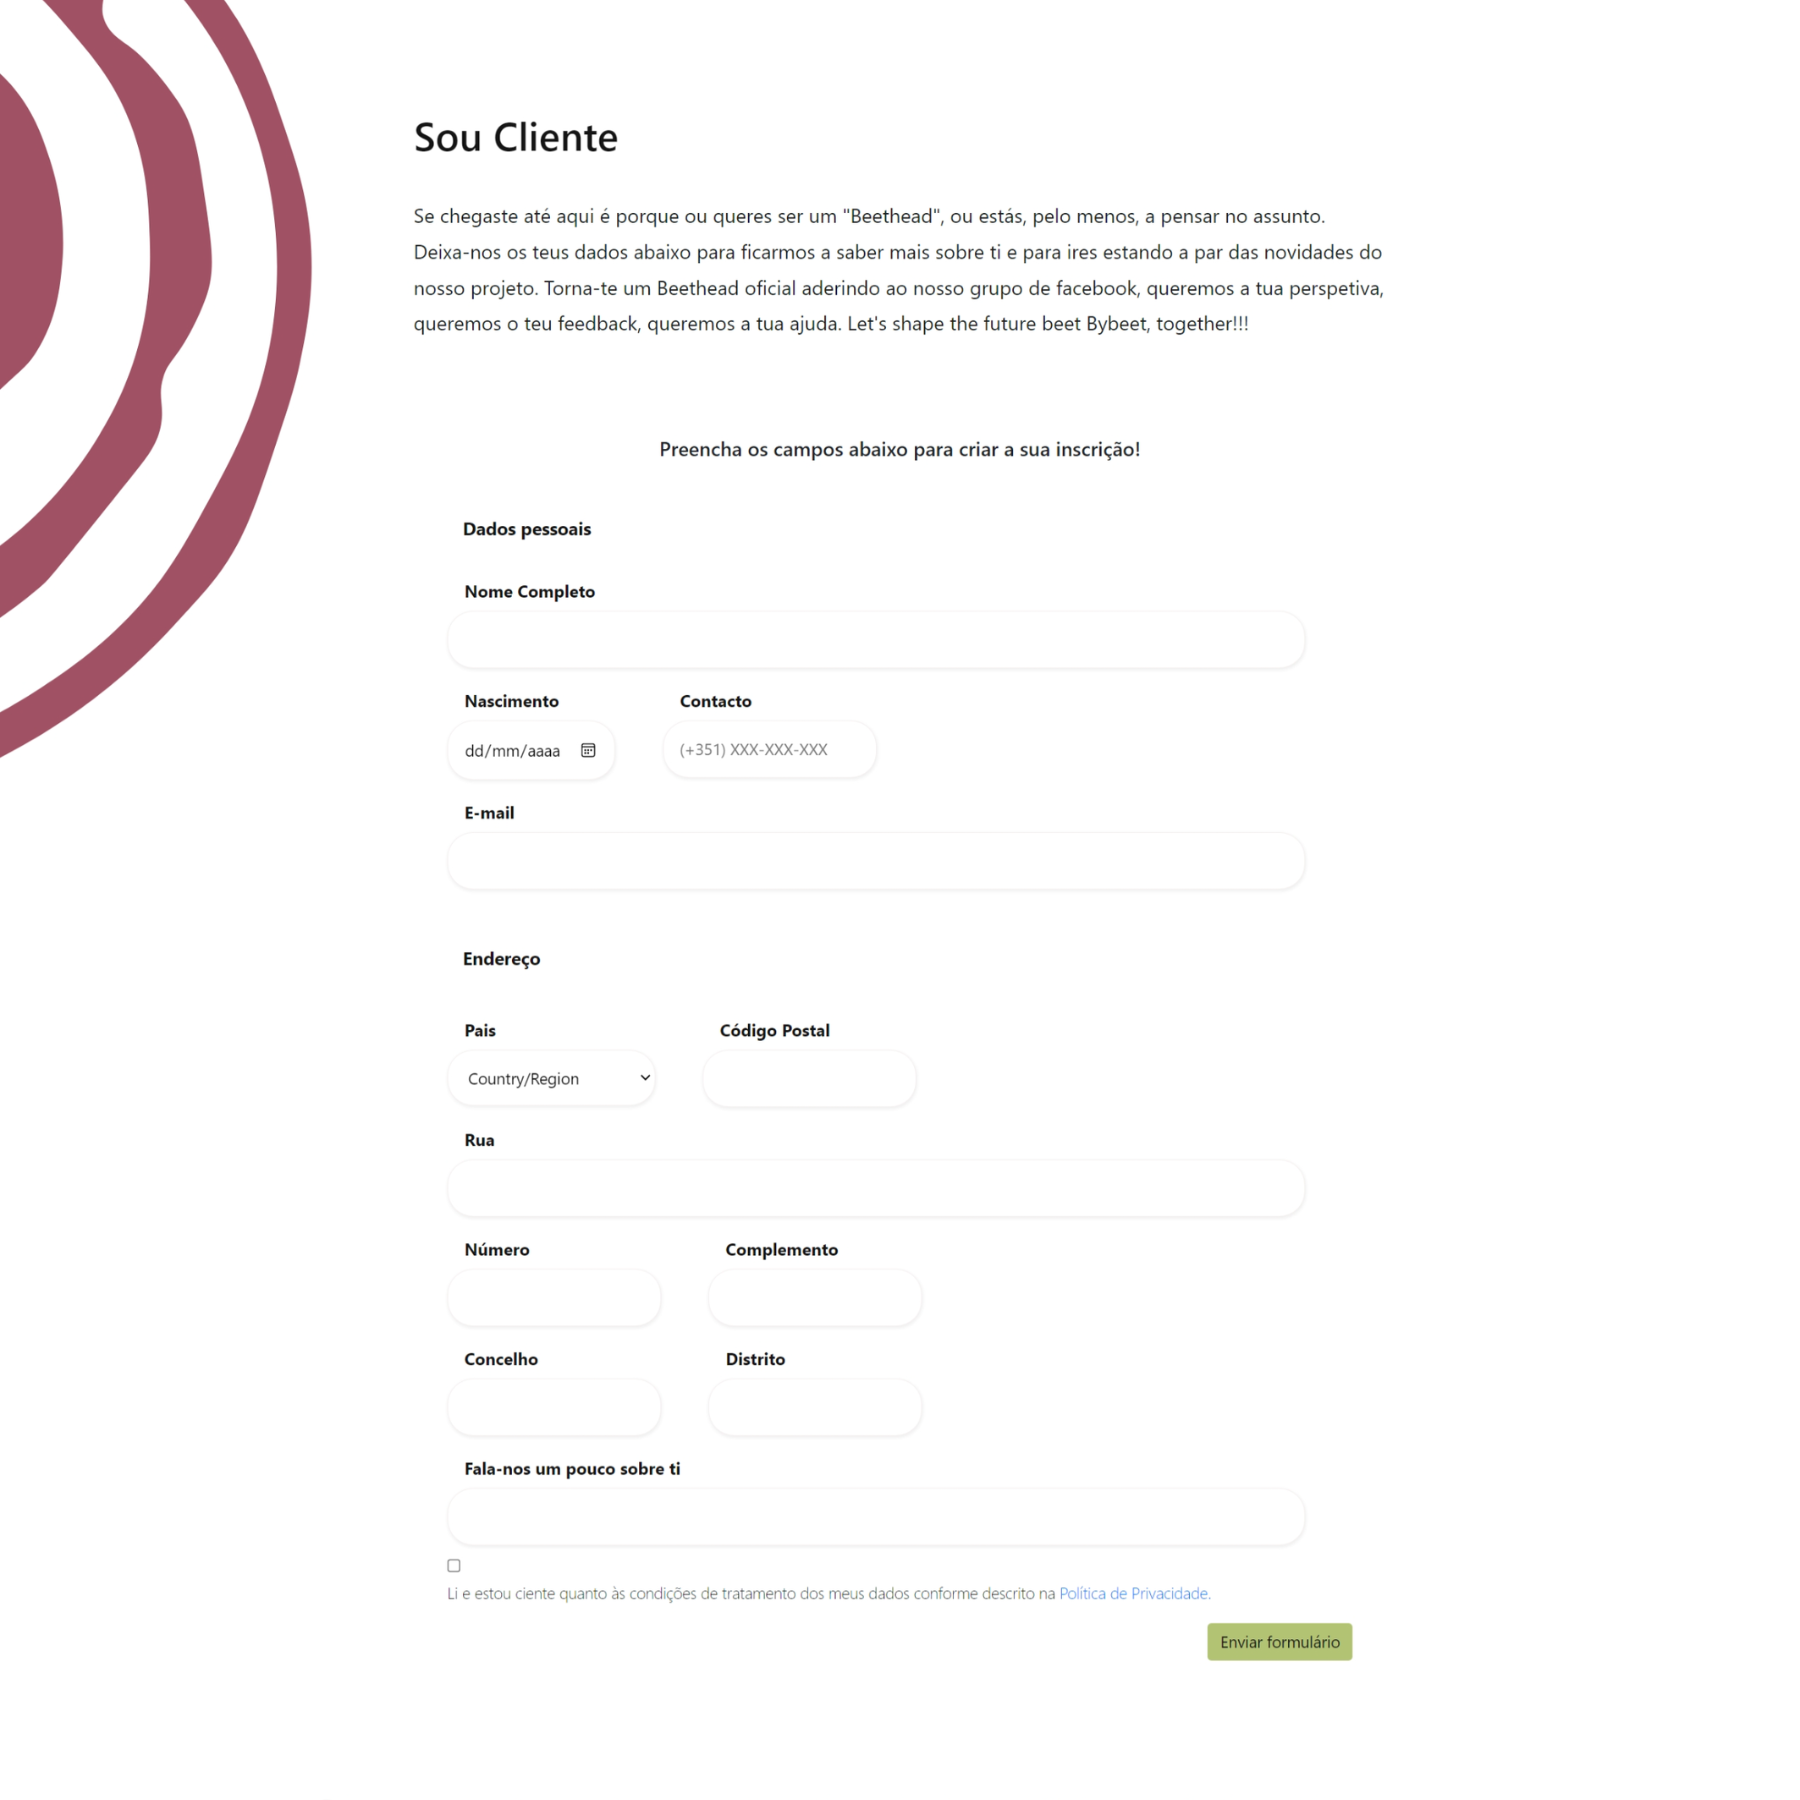 Sou Cliente
Se chegaste até aqui é porque ou queres ser um "Beethead", ou estás, pelo menos, a pensar no assunto.
Deixa-nos os teus dados abaixo para ficarmos a saber mais sobre ti e para ires estando a par das novidades do
nosso projeto. Torna-te um Beethead oficial aderindo ao nosso grupo de facebook, queremos a tua perspetiva,
queremos o teu feedback, queremos a tua ajuda. Let's shape the future beet Bybeet, together!!!
Preencha os campos abaixo para criar a sua inscrição!
Dados pessoais
Nome Completo
Nascimento Contacto
dd/mm/aaaa (+351) XXX-XXX-XXX
E-mail
Endereço
Pais Código Postal
Country/Region
Rua
Número Complemento
Concelho Distrito
Fala-nos um pouco sobre ti
Li e estou ciente quanto às condições de tratamento dos meus dados conforme descrito na Política de Privacidade.
Enviar formulário